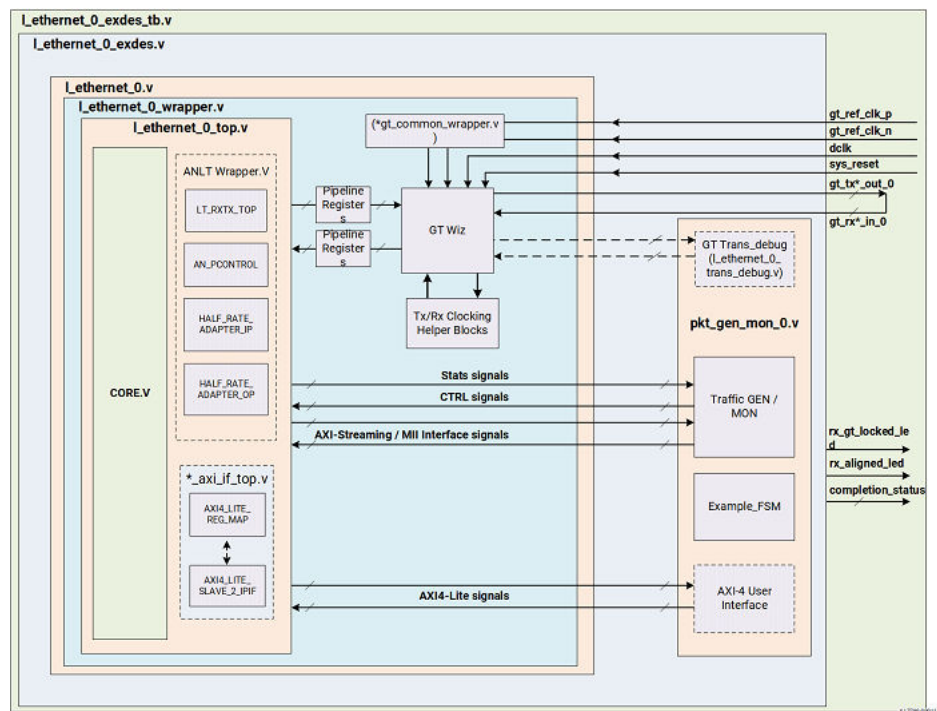 l_ethernet_0_exdes_tb.v
l_ethernet_0_exdes.v
l_ethernet_0.v
l_ethernet_0_wrapper.v
l_ethernet_0_top.v
CORE.V
ANLT Wrapper.V
LT_RXTX_TOP
AN_PCONTROL
HALF_RATE_
ADAPTER_IP
HALF_RATE_
ADAPTER_OP
*_axi_if_top.v
AXI4_LITE_
REG_MAP
AXI4_LITE_
SLAVE_2_IPIF
Pipeline
Register
s
Pipeline
Register
s
(*gt_common_wrapper.v
)
GT Wiz
Tx/Rx Clocking
Helper Blocks
Stats signals
CTRL signals
AXI-Streaming / MII Interface signals
AXI4-Lite signals
GT Trans_debug
(l_ethernet_0_
trans_debug.v)
pkt_gen_mon_0.v
Traffic GEN /
MON
Example_FSM
AXI-4 User
Interface
gt_ref_clk_p
gt_ref_clk_n
dclk
sys_reset
gt_tx*_out_0
gt_rx*_in_0
rx_gt_locked_le
d
rx_aligned_led
completion_status